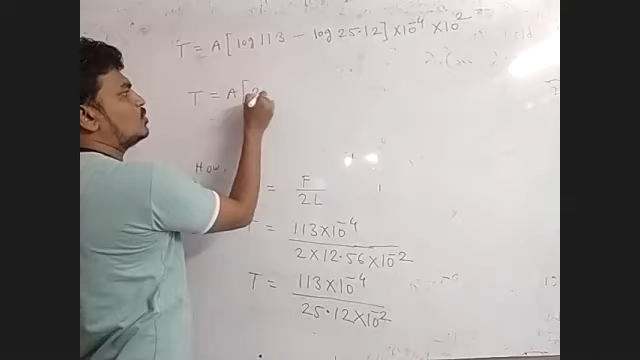 T = A [ log 113 - log 25.12 ] × 10⁻⁴ × 10²
T = A [ 2
How,
= F / 2L
= 113 × 10⁻⁴ / 2 × 12.56 × 10⁻²
T = 113 × 10⁻⁴ / 25.12 × 10⁻²